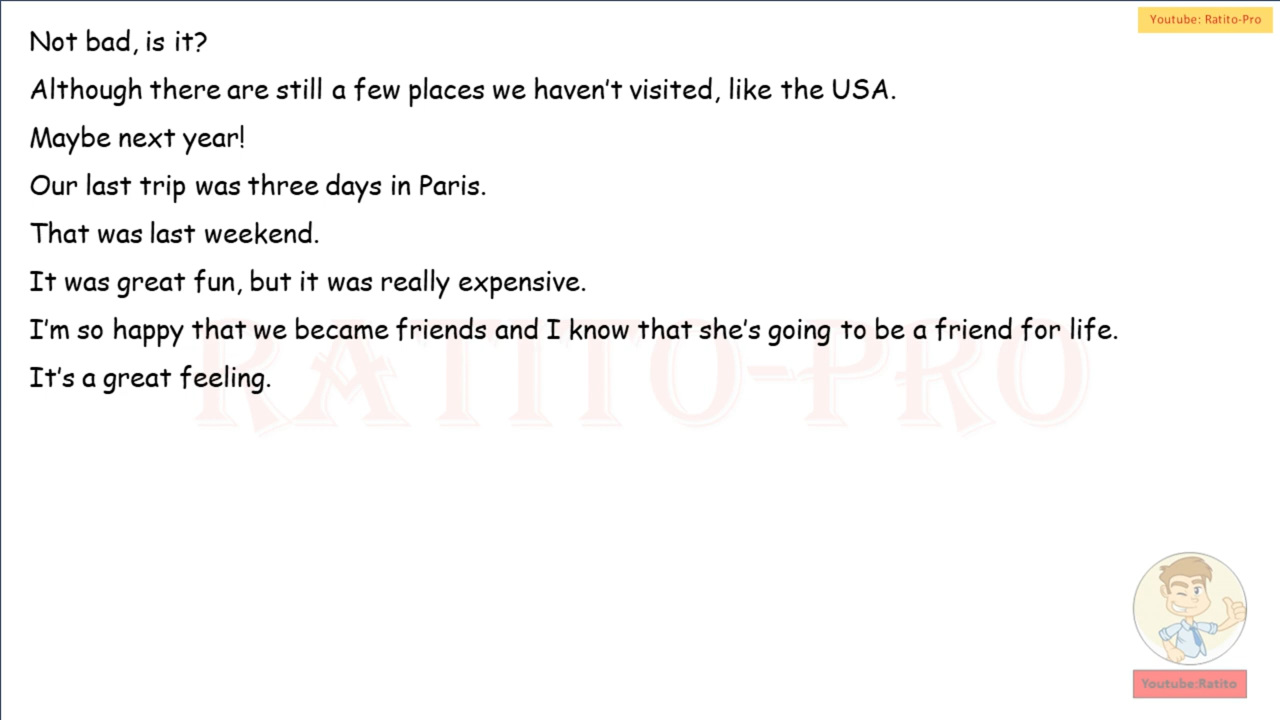 Youtube: Ratito-Pro
Not bad, is it?
Although there are still a few places we haven't visited, like the USA.
Maybe next year!
Our last trip was three days in Paris.
That was last weekend.
It was great fun, but it was really expensive.
I'm so happy that we became friends and I know that she's going to be a friend for life.
It's a great feeling.
RATITO-PRO
Youtube:Ratito